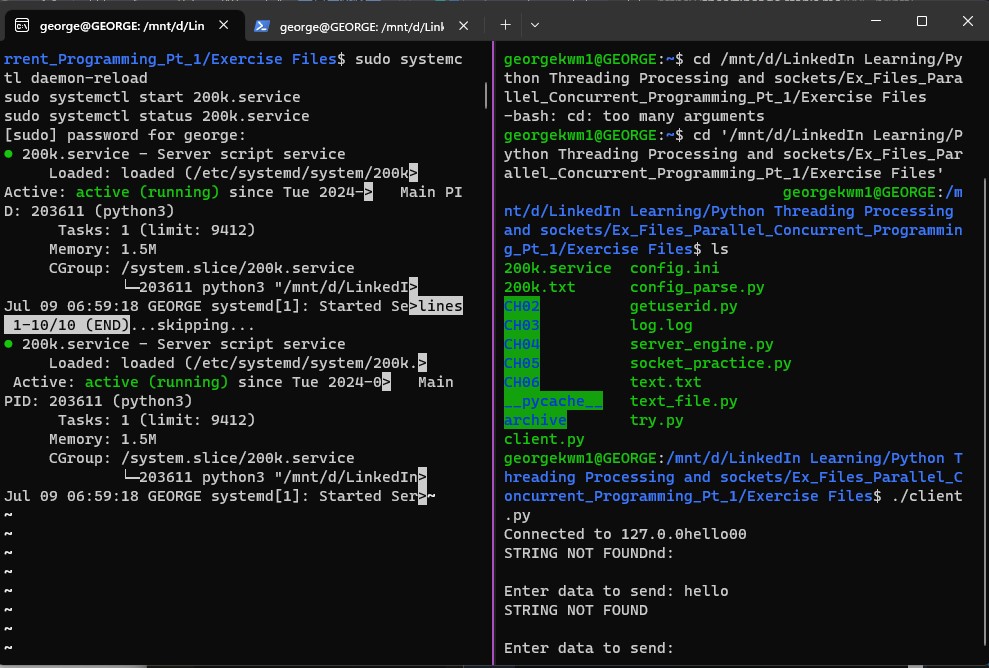 george@GEORGE: /mnt/d/Lin
george@GEORGE: /mnt/d/Link
rrent_Programming_Pt_1/Exercise Files$ sudo systemc
tl daemon-reload
sudo systemctl start 200k.service
sudo systemctl status 200k.service
[sudo] password for george:
● 200k.service - Server script service
     Loaded: loaded (/etc/systemd/system/200k>
Active: active (running) since Tue 2024->   Main PI
D: 203611 (python3)
      Tasks: 1 (limit: 9412)
     Memory: 1.5M
     CGroup: /system.slice/200k.service
             └─203611 python3 "/mnt/d/LinkedI>
Jul 09 06:59:18 GEORGE systemd[1]: Started Se>lines
 1-10/10 (END)...skipping...
● 200k.service - Server script service
     Loaded: loaded (/etc/systemd/system/200k.>
 Active: active (running) since Tue 2024-0>   Main
PID: 203611 (python3)
      Tasks: 1 (limit: 9412)
     Memory: 1.5M
     CGroup: /system.slice/200k.service
             └─203611 python3 "/mnt/d/LinkedIn>
Jul 09 06:59:18 GEORGE systemd[1]: Started Ser>~
~
~
~
~
~
~
~
~
georgekwm1@GEORGE:~$ cd /mnt/d/LinkedIn Learning/Py
thon Threading Processing and sockets/Ex_Files_Para
llel_Concurrent_Programming_Pt_1/Exercise Files
-bash: cd: too many arguments
georgekwm1@GEORGE:~$ cd '/mnt/d/LinkedIn Learning/P
ython Threading Processing and sockets/Ex_Files_Par
allel_Concurrent_Programming_Pt_1/Exercise Files'
georgekwm1@GEORGE:/m
nt/d/LinkedIn Learning/Python Threading Processing
and sockets/Ex_Files_Parallel_Concurrent_Programmin
g_Pt_1/Exercise Files$ ls
200k.service  config.ini
200k.txt      config_parse.py
CH02          getuserid.py
CH03          log.log
CH04          server_engine.py
CH05          socket_practice.py
CH06          text.txt
__pycache__   text_file.py
archive       try.py
client.py
georgekwm1@GEORGE:/mnt/d/LinkedIn Learning/Python T
hreading Processing and sockets/Ex_Files_Parallel_C
oncurrent_Programming_Pt_1/Exercise Files$ ./client
.py
Connected to 127.0.0hello00
STRING NOT FOUNDnd:
Enter data to send: hello
STRING NOT FOUND
Enter data to send: